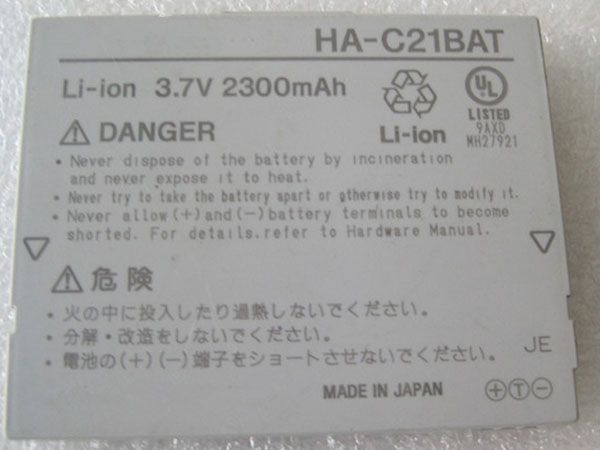 HA-C21BAT
Li-ion 3.7V 2300mAh
UL
LISTED
9AXD
MH27921
Li-ion
⚠ DANGER
• Never dispose of the battery by incineration
and never expose it to heat.
• Never try to take the battery apart or otherwise try to modify it.
• Never allow (+) and (−) battery terminals to become
shorted. For details, refer to Hardware Manual.
⚠ 危険
・火の中に投入したり過熱しないでください。
・分解・改造をしないでください。
・電池の(+)(−)端子をショートさせないでください。
JE
MADE IN JAPAN
+ T −